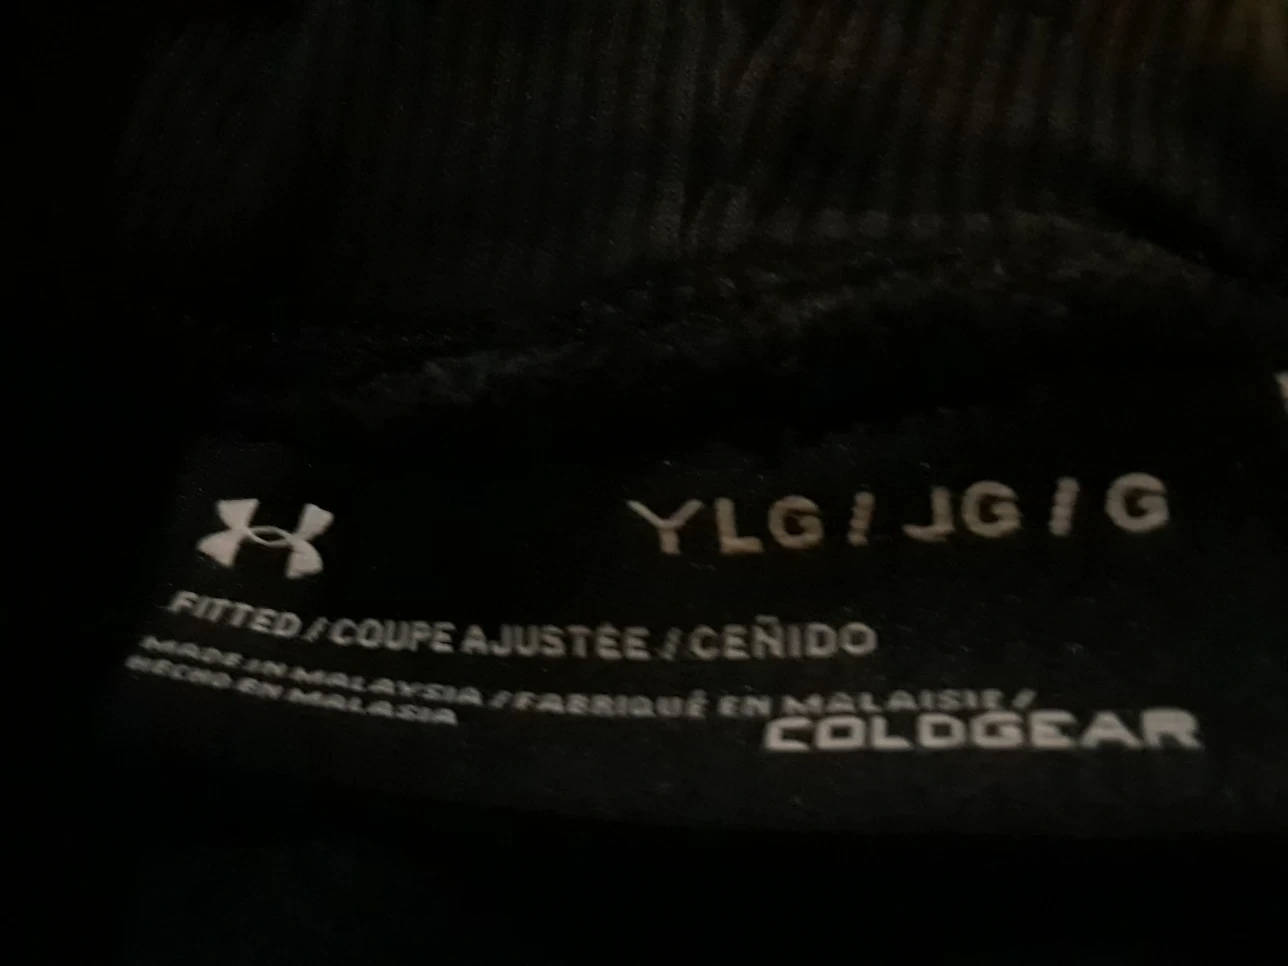 YLG / JG / G
FITTED / COUPE AJUSTÉE / CEÑIDO
MADE IN MALAYSIA / FABRIQUÉ EN MALAISIE /
HECHO EN MALASIA
COLDGEAR